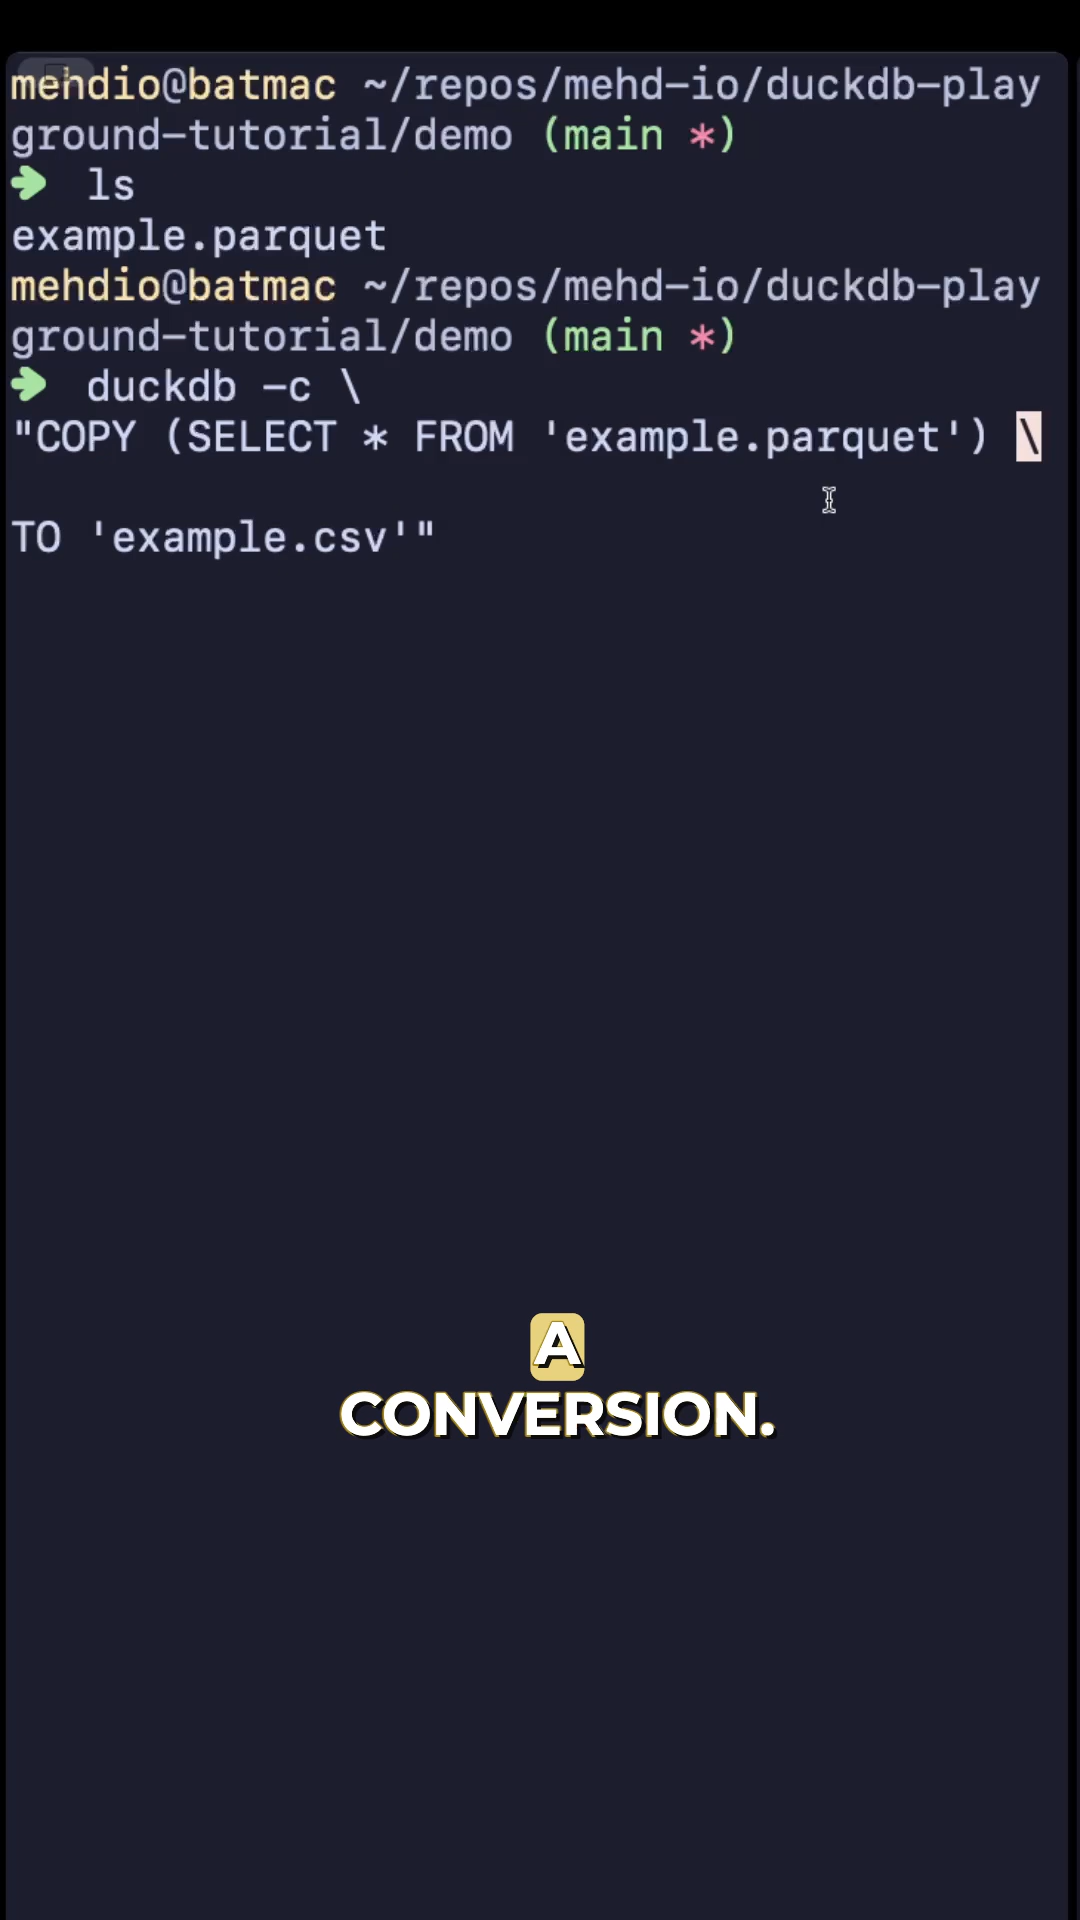 mehdio@batmac ~/repos/mehd-io/duckdb-play
ground-tutorial/demo (main *)
➜ ls
example.parquet
mehdio@batmac ~/repos/mehd-io/duckdb-play
ground-tutorial/demo (main *)
➜ duckdb -c \
"COPY (SELECT * FROM 'example.parquet') \
TO 'example.csv'"
A
CONVERSION.